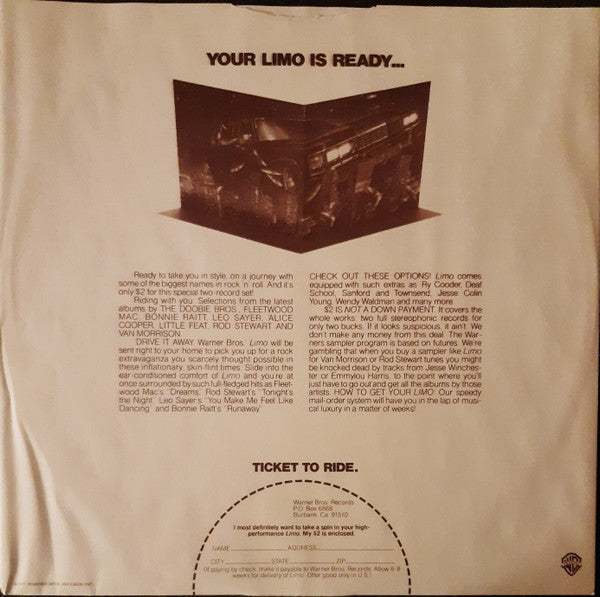 YOUR LIMO IS READY...
Ready to take you in style, on a journey with
some of the biggest names in rock 'n' roll. And it's
only $2 for this special two-record set!
Riding with you: Selections from the latest
albums by THE DOOBIE BROS., FLEETWOOD
MAC, BONNIE RAITT, LEO SAYER, ALICE
COOPER, LITTLE FEAT, ROD STEWART AND
VAN MORRISON.
DRIVE IT AWAY. Warner Bros. Limo will be
sent right to your home to pick you up for a rock
extravaganza you scarcely thought possible in
these inflationary, skin-flint times. Slide into the
ear-conditioned comfort of Limo and you're at
once surrounded by such full-fledged hits as Fleet-
wood Mac's "Dreams," Rod Stewart's "Tonight's
the Night," Leo Sayer's "You Make Me Feel Like
Dancing" and Bonnie Raitt's "Runaway."
CHECK OUT THESE OPTIONS! Limo comes
equipped with such extras as Ry Cooder, Deaf
School, Sanford and Townsend, Jesse Colin
Young, Wendy Waldman and many more.
$2 IS NOT A DOWN PAYMENT. It covers the
whole works: two full stereophonic records for
only two bucks. If it looks suspicious, it ain't. We
don't make any money from this deal. The War-
ners sampler program is based on futures. We're
gambling that when you buy a sampler like Limo
for Van Morrison or Rod Stewart tunes you might
be knocked dead by tracks from Jesse Winches-
ter or Emmylou Harris, to the point where you'll
just have to go out and get all the albums by those
artists. HOW TO GET YOUR LIMO: Our speedy
mail-order system will have you in the lap of musi-
cal luxury in a matter of weeks!
TICKET TO RIDE.
Warner Bros. Records
P.O. Box 6868
Burbank, Ca. 91510
I most definitely want to take a spin in your high-
performance Limo. My $2 is enclosed.
NAME ADDRESS
CITY STATE ZIP
(If paying by check, make it payable to Warner Bros. Records. Allow 6-8
weeks for delivery of Limo. Offer good only in U.S.)
WARNER BROS. RECORDS INC.